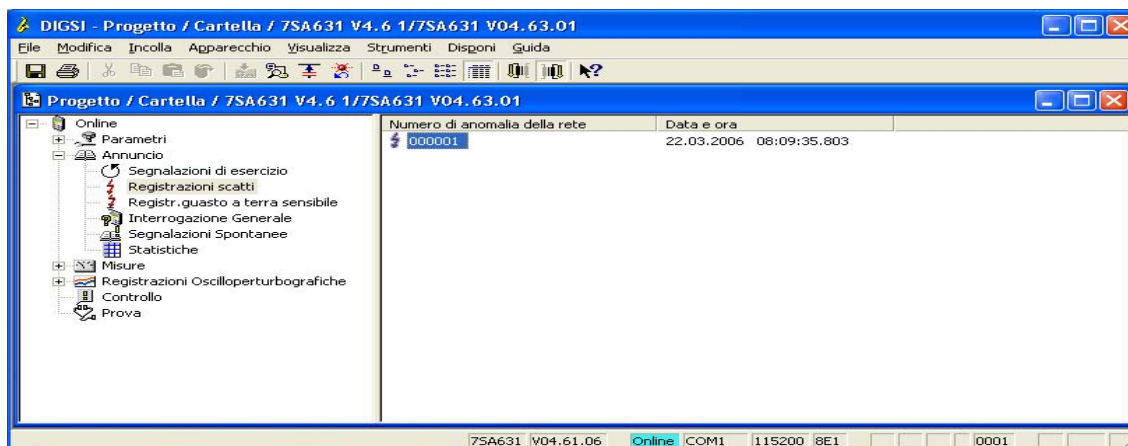 DIGSI - Progetto / Cartella / 7SA631 V4.6 1/7SA631 V04.63.01
File Modifica Incolla Apparecchio Visualizza Strumenti Disponi Guida
Progetto / Cartella / 7SA631 V4.6 1/7SA631 V04.63.01
Online
Parametri
Annuncio
Segnalazioni di esercizio
Registrazioni scatti
Registr.guasto a terra sensibile
Interrogazione Generale
Segnalazioni Spontanee
Statistiche
Misure
Registrazioni Oscilloperturbografiche
Controllo
Prova
Numero di anomalia della rete Data e ora
000001 22.03.2006 08:09:35.803
7SA631 V04.61.06 Online COM1 115200 8E1 0001